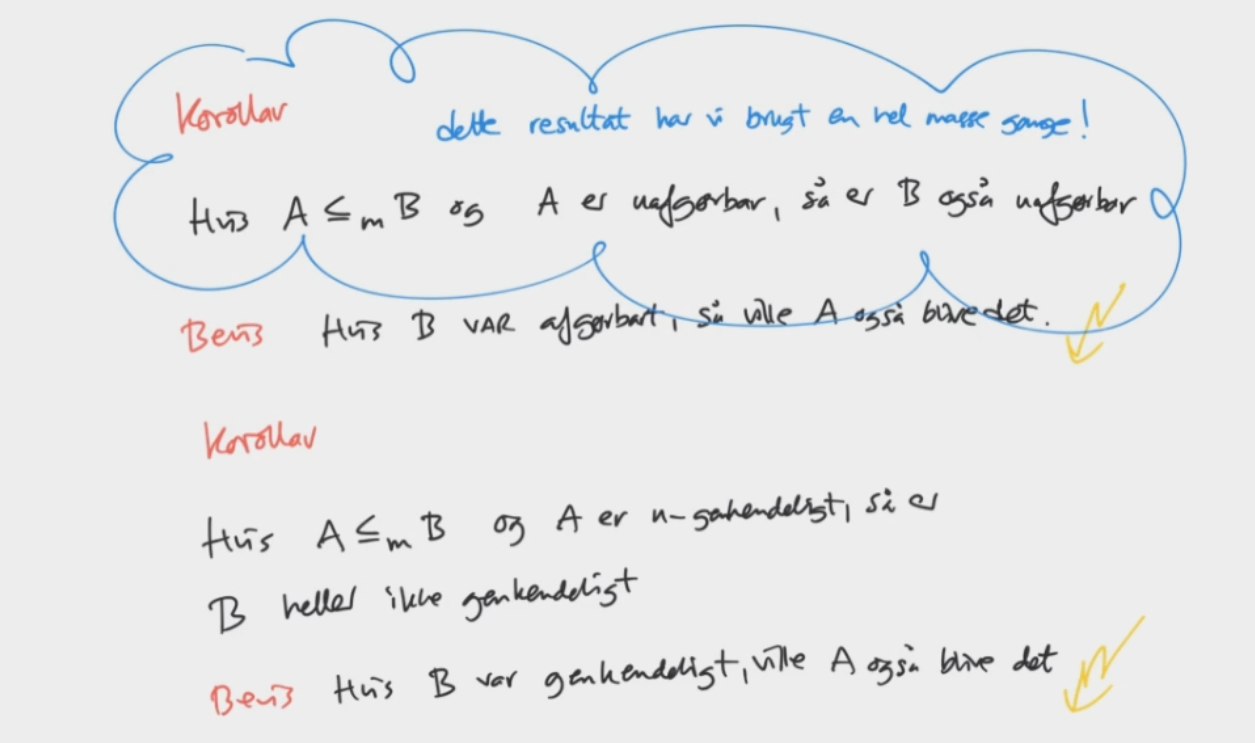 Korollar
dette resultat har vi brugt en hel masse gange!
Hvis A ≤m B og A er uafgørbar, så er B også uafgørbar
Bevis Hvis B VAR afgørbart, så ville A også blive det.
Korollar
Hvis A ≤m B og A er u-genkendeligt, så er
B heller ikke genkendeligt
Bevis Hvis B var genkendeligt, ville A også blive det